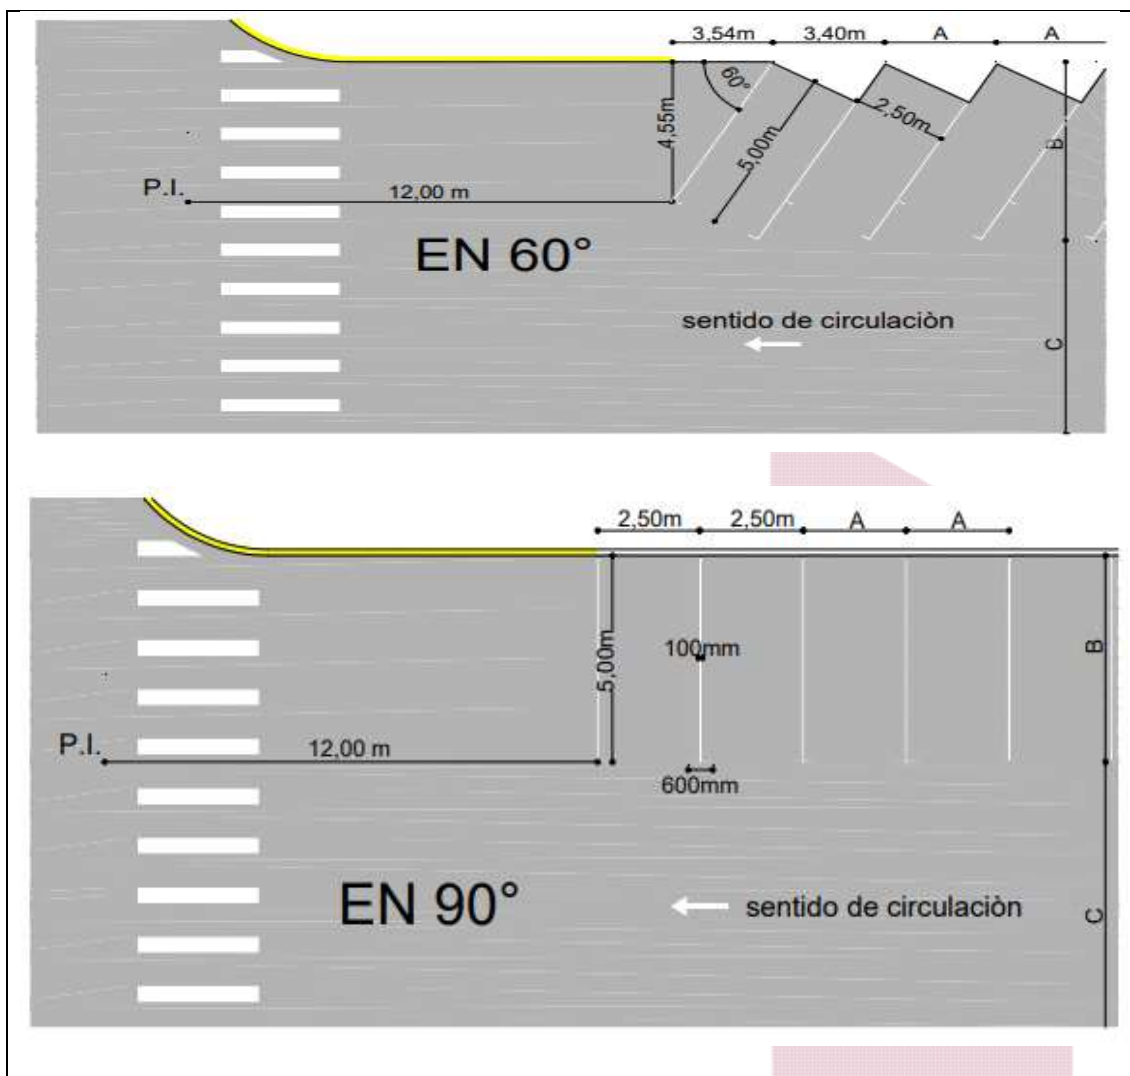 3,54m 3,40m A A
60°
4,55m
5,00m
2,50m
B
P.I. 12,00 m
EN 60°
sentido de circulaciòn
C
2,50m 2,50m A A
5,00m
100mm
B
P.I. 12,00 m
600mm
EN 90°
sentido de circulaciòn
C